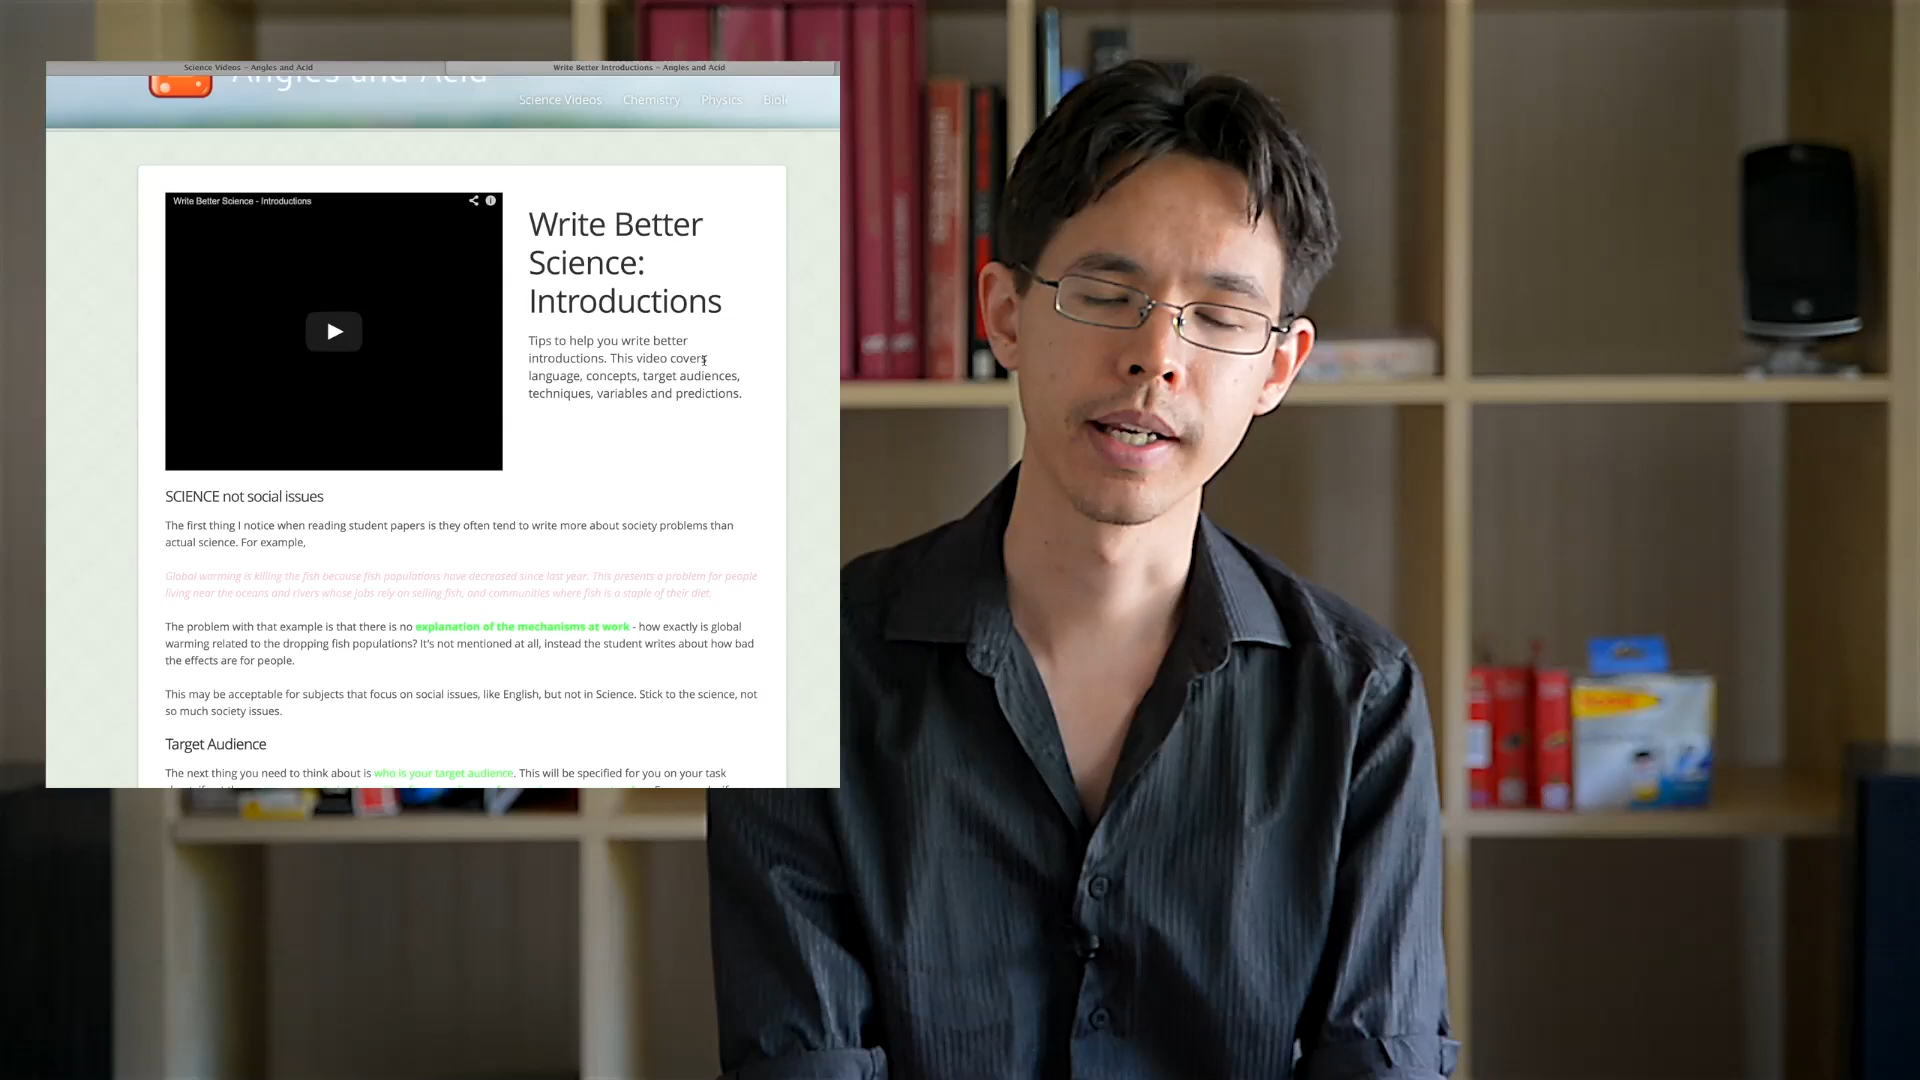 Science Videos – Angles and Acid
Write Better Introductions – Angles and Acid
Angles and Acid
Science Videos Chemistry Physics
Write Better Science - Introductions
Write Better
Science:
Introductions
Tips to help you write better
introductions. This video covers
language, concepts, target audiences,
techniques, variables and predictions.
SCIENCE not social issues
The first thing I notice when reading student papers is they often tend to write more about society problems than
actual science. For example,
Global warming is killing the fish because fish populations have decreased since last year. This presents a problem for people
living near the oceans and rivers whose jobs rely on selling fish, and communities where fish is a staple of their diet.
The problem with that example is that there is no explanation of the mechanisms at work - how exactly is global
warming related to the dropping fish populations? It's not mentioned at all, instead the student writes about how bad
the effects are for people.
This may be acceptable for subjects that focus on social issues, like English, but not in Science. Stick to the science, not
so much society issues.
Target Audience
The next thing you need to think about is who is your target audience. This will be specified for you on your task